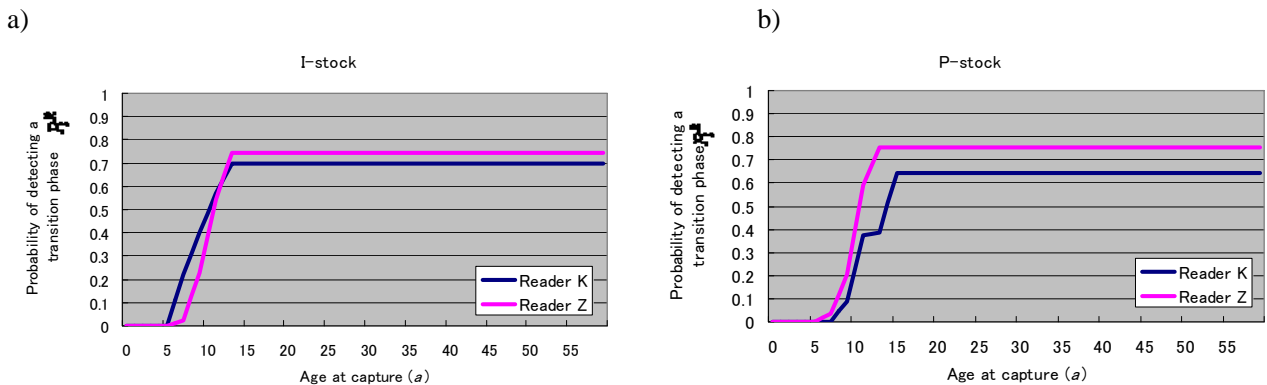 a)
I-stock
Probability of detecting a
transition phase
1
0.9
0.8
0.7
0.6
0.5
0.4
0.3
0.2
0.1
0
Reader K
Reader Z
0 5 10 15 20 25 30 35 40 45 50 55
Age at capture (a)
b)
P-stock
Probability of detecting a
transition phase
1
0.9
0.8
0.7
0.6
0.5
0.4
0.3
0.2
0.1
0
Reader K
Reader Z
0 5 10 15 20 25 30 35 40 45 50 55
Age at capture (a)